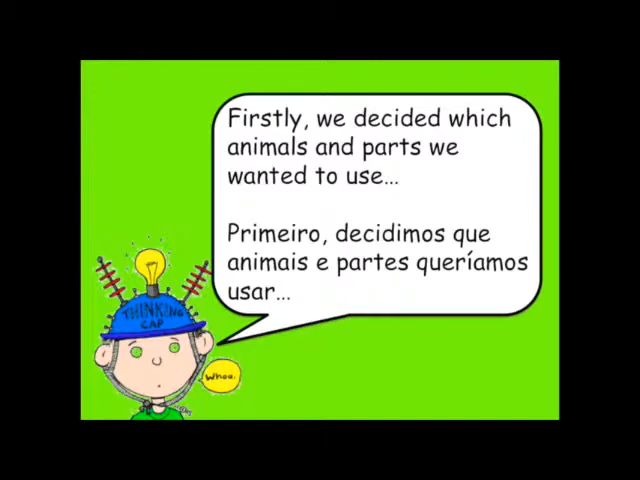 Firstly, we decided which
animals and parts we
wanted to use…
Primeiro, decidimos que
animais e partes queríamos
usar…
THINKING
CAP
Whoa.